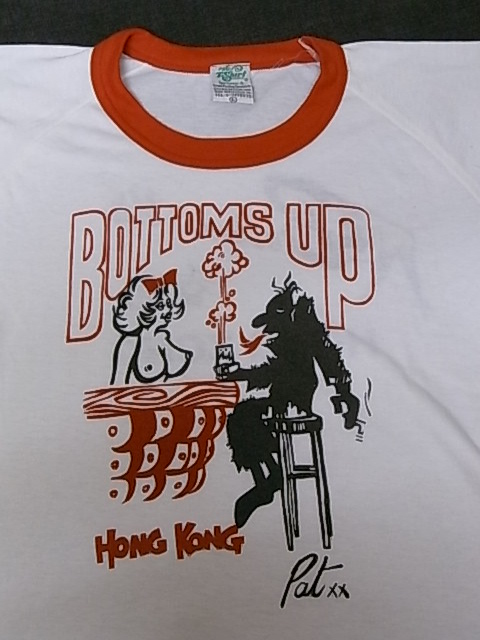 BOTTOMS UP
HONG KONG
Pat xx